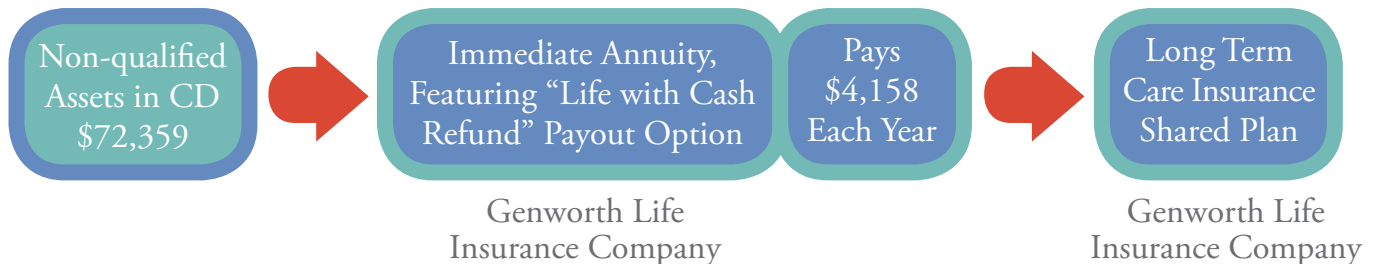 Non-qualified
Assets in CD
$72,359
Immediate Annuity,
Featuring “Life with Cash
Refund” Payout Option
Pays
$4,158
Each Year
Long Term
Care Insurance
Shared Plan
Genworth Life
Insurance Company
Genworth Life
Insurance Company